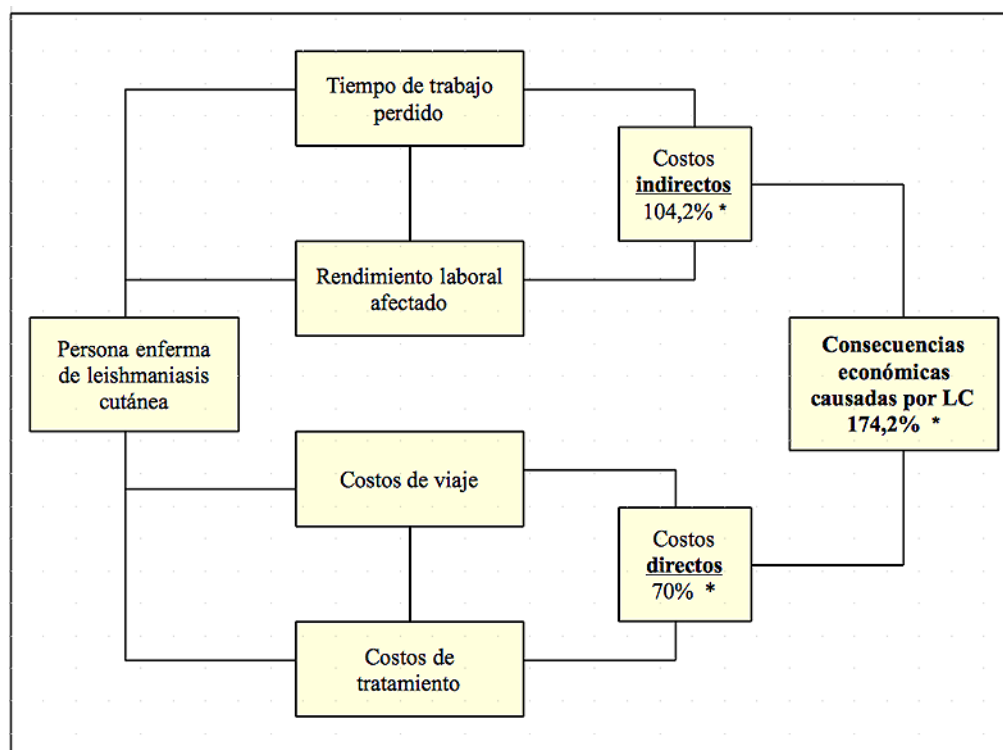 Tiempo de trabajo
perdido
Costos
indirectos
104,2% *
Rendimiento laboral
afectado
Persona enferma
de leishmaniasis
cutánea
Consecuencias
económicas
causadas por LC
174,2% *
Costos de viaje
Costos
directos
70% *
Costos de
tratamiento